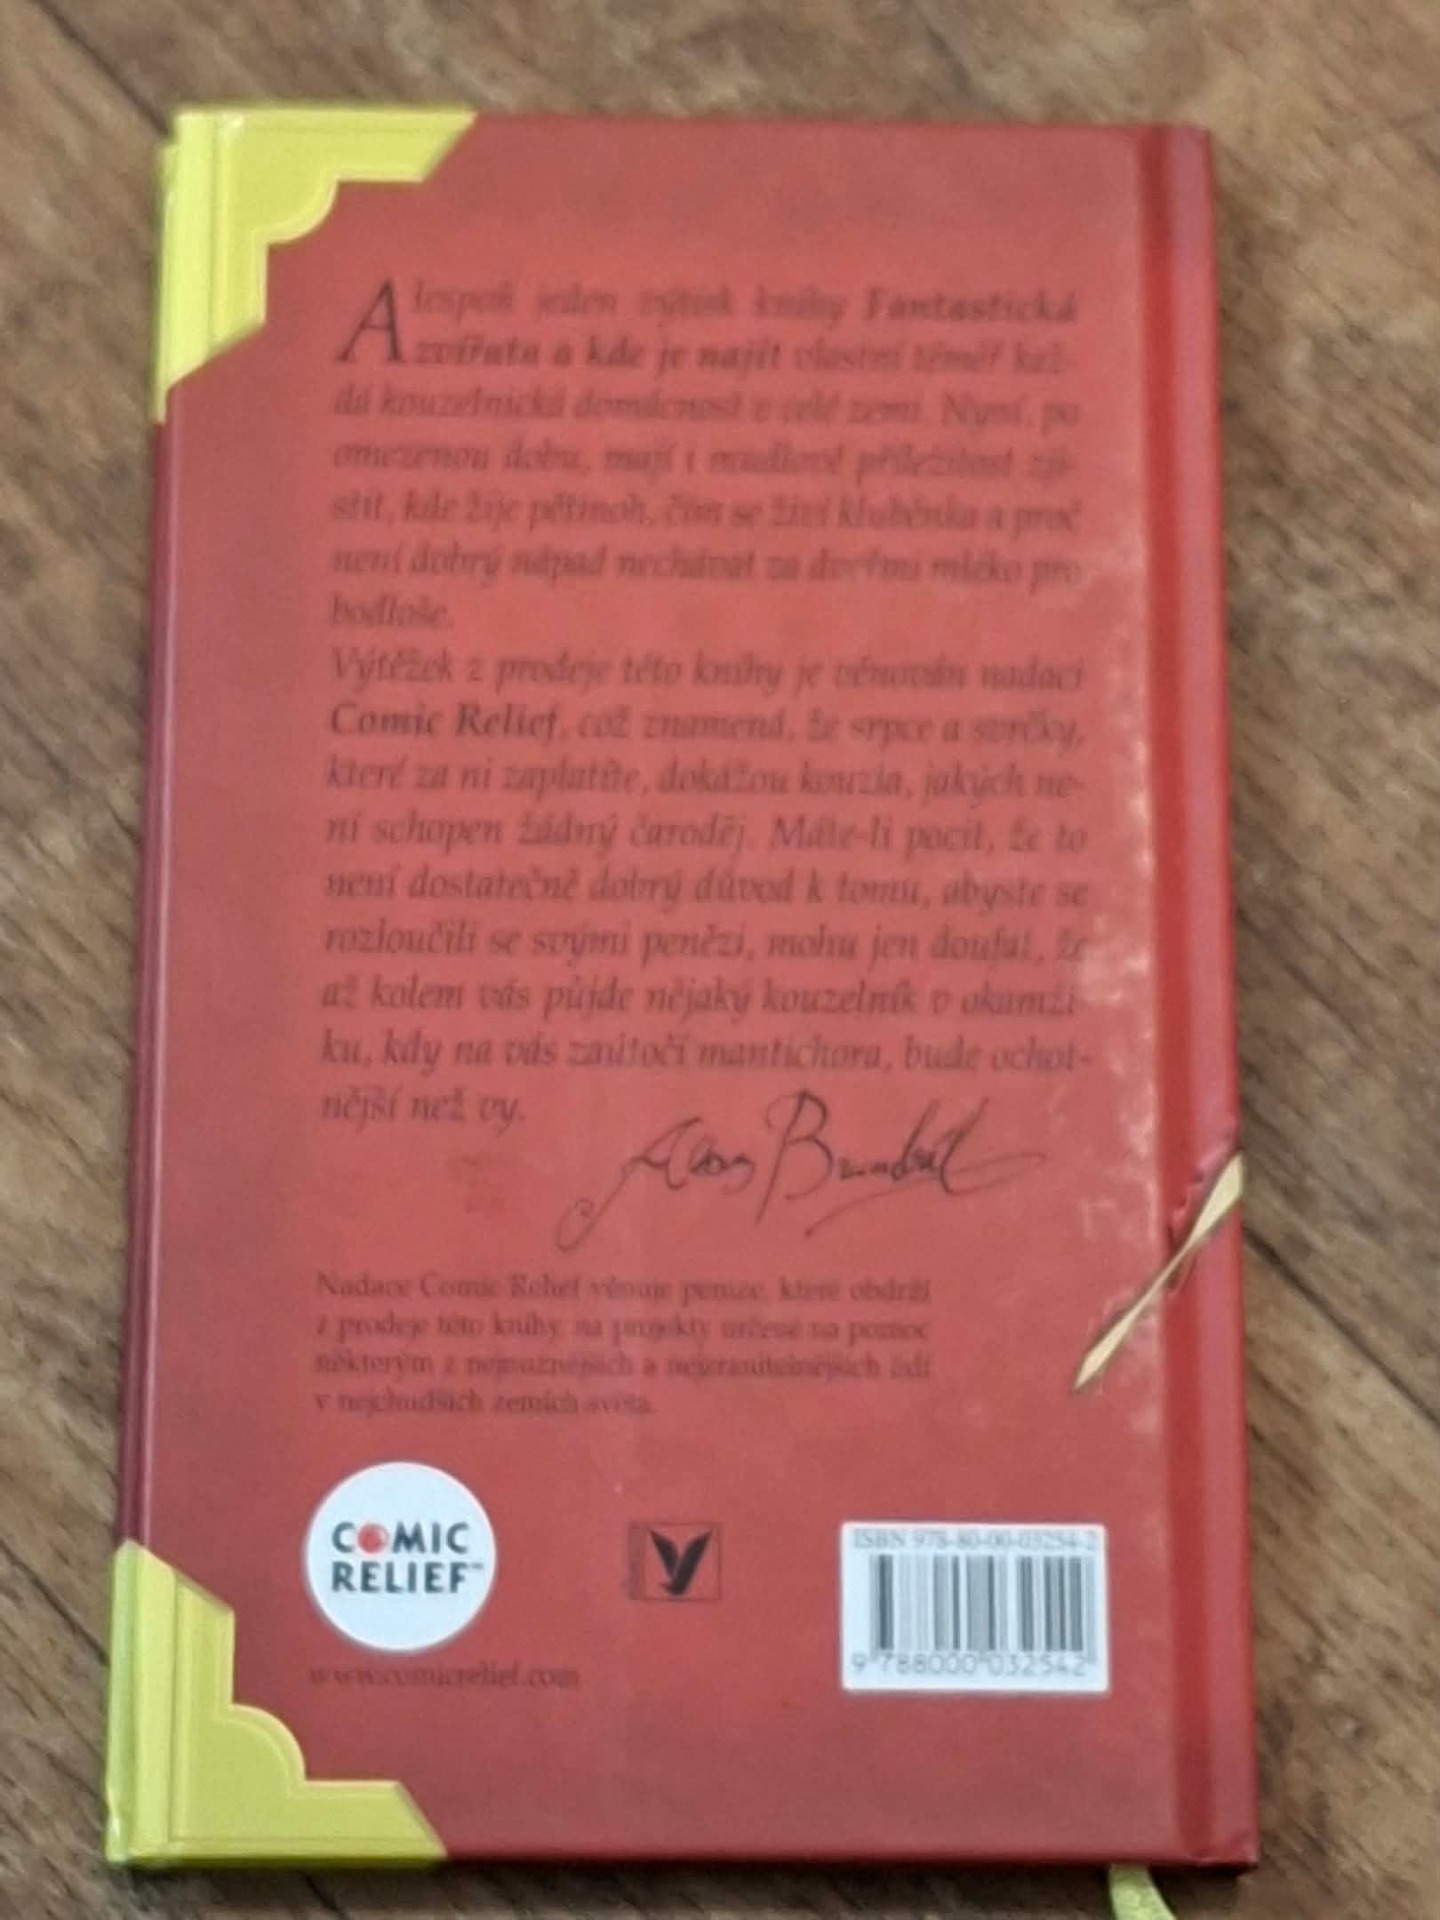 Alespoň jeden výtisk knihy Fantastická
zvířata a kde je najít vlastní téměř kaž-
dá kouzelnická domácnost v celé zemi. Nyní, po
omezenou dobu, mají i mudlové příležitost zji-
stit, kde žije pětinoh, čím se živí kluběnka a proč
není dobrý nápad nechávat za dveřmi mléko pro
bodloše.
Výtěžek z prodeje této knihy je věnován nadaci
Comic Relief, což znamená, že srpce a svrčky,
které za ni zaplatíte, dokážou kouzla, jakých ne-
ní schopen žádný čaroděj. Máte-li pocit, že to
není dostatečně dobrý důvod k tomu, abyste se
rozloučili se svými penězi, mohu jen doufat, že
až kolem vás půjde nějaký kouzelník v okamži-
ku, kdy na vás zaútočí mantichora, bude ochot-
nější než vy.
Nadace Comic Relief věnuje peníze, které obdrží
z prodeje této knihy, na projekty určené na pomoc
některým z nejnuznějších a nejzranitelnějších lidí
v nejchudších zemích světa.
COMIC
RELIEF™
www.comicrelief.com
ISBN 978-80-00-03254-2
9 788000 032542